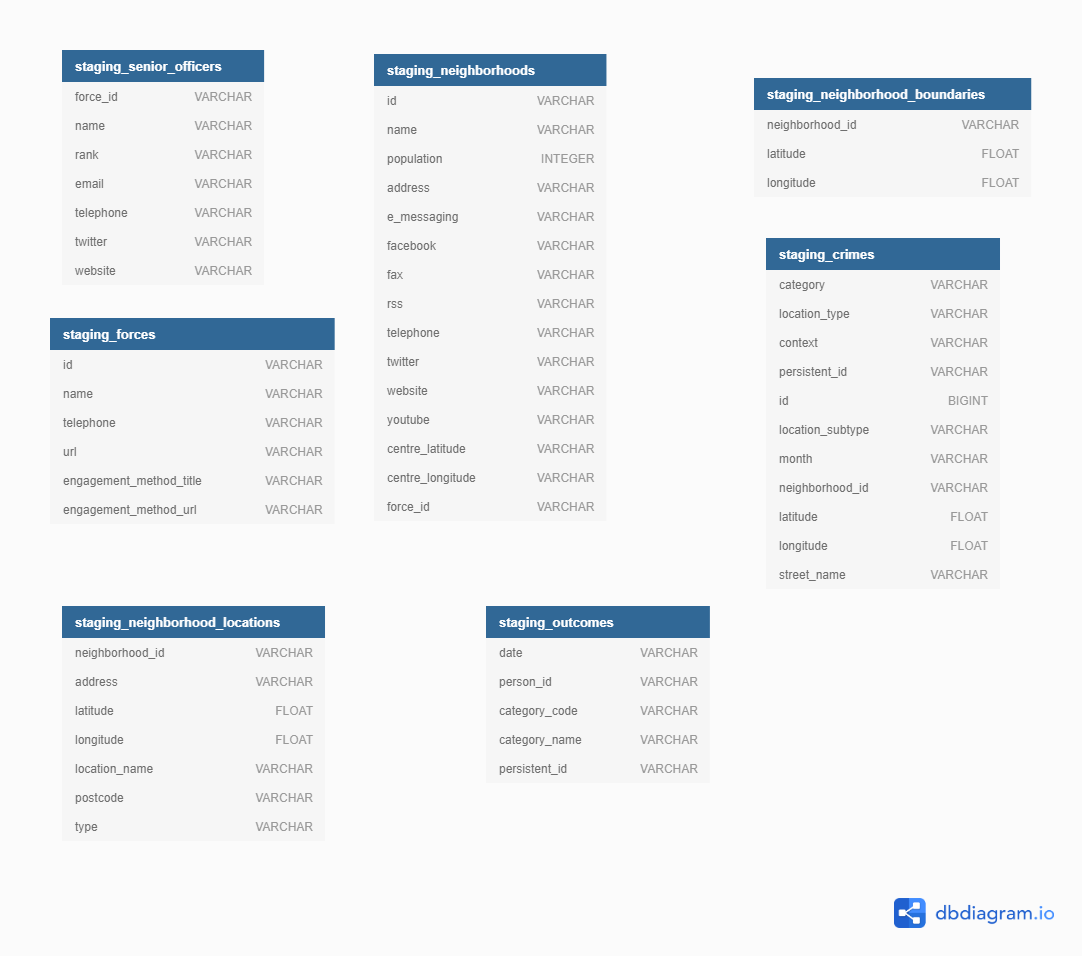 staging_senior_officers
force_id VARCHAR
name VARCHAR
rank VARCHAR
email VARCHAR
telephone VARCHAR
twitter VARCHAR
website VARCHAR
staging_forces
id VARCHAR
name VARCHAR
telephone VARCHAR
url VARCHAR
engagement_method_title VARCHAR
engagement_method_url VARCHAR
staging_neighborhoods
id VARCHAR
name VARCHAR
population INTEGER
address VARCHAR
e_messaging VARCHAR
facebook VARCHAR
fax VARCHAR
rss VARCHAR
telephone VARCHAR
twitter VARCHAR
website VARCHAR
youtube VARCHAR
centre_latitude VARCHAR
centre_longitude VARCHAR
force_id VARCHAR
staging_neighborhood_boundaries
neighborhood_id VARCHAR
latitude FLOAT
longitude FLOAT
staging_crimes
category VARCHAR
location_type VARCHAR
context VARCHAR
persistent_id VARCHAR
id BIGINT
location_subtype VARCHAR
month VARCHAR
neighborhood_id VARCHAR
latitude FLOAT
longitude FLOAT
street_name VARCHAR
staging_neighborhood_locations
neighborhood_id VARCHAR
address VARCHAR
latitude FLOAT
longitude FLOAT
location_name VARCHAR
postcode VARCHAR
type VARCHAR
staging_outcomes
date VARCHAR
person_id VARCHAR
category_code VARCHAR
category_name VARCHAR
persistent_id VARCHAR
dbdiagram.io